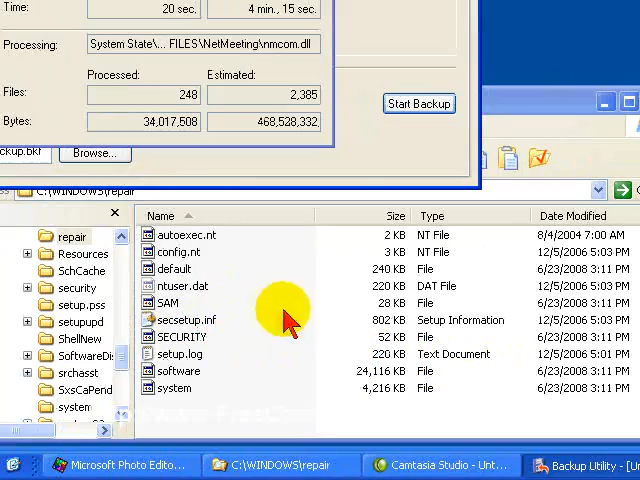 Time: 20 sec. 4 min., 15 sec.
Processing: System State\... FILES\NetMeeting\nmcom.dll
Processed: Estimated:
Files: 248 2,385
Start Backup
Bytes: 34,017,508 468,528,332
ckup.bkf Browse...
C:\WINDOWS\repair
Name Size Type Date Modified
repair
Resources
SchCache
security
setup.pss
setupupd
ShellNew
SoftwareDis
srchasst
SxsCaPend
system
autoexec.nt 2 KB NT File 8/4/2004 7:00 AM
config.nt 3 KB NT File 12/5/2006 5:03 PM
default 240 KB File 6/23/2008 3:11 PM
ntuser.dat 220 KB DAT File 12/5/2006 5:03 PM
SAM 28 KB File 6/23/2008 3:11 PM
secsetup.inf 802 KB Setup Information 12/5/2006 5:03 PM
SECURITY 52 KB File 6/23/2008 3:11 PM
setup.log 220 KB Text Document 12/5/2006 5:01 PM
software 24,116 KB File 6/23/2008 3:11 PM
system 4,216 KB File 6/23/2008 3:11 PM
Microsoft Photo Edito... C:\WINDOWS\repair Camtasia Studio - Unt... Backup Utility - [Un